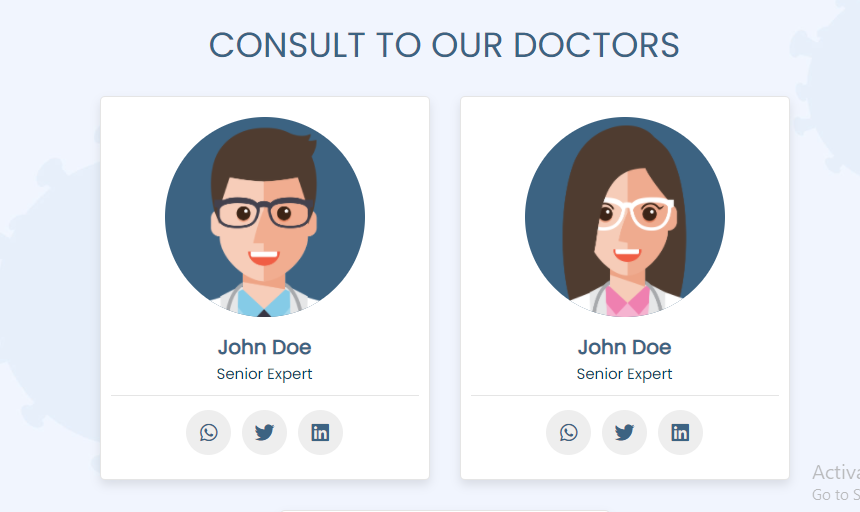 CONSULT TO OUR DOCTORS
John Doe
Senior Expert
John Doe
Senior Expert
Activa
Go to S